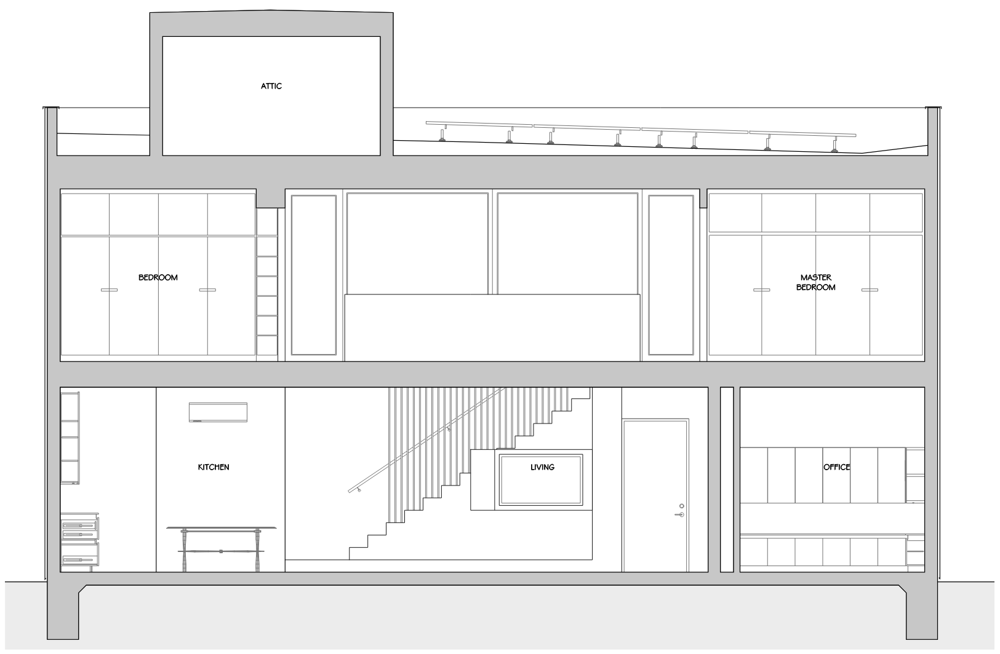 ATTIC
BEDROOM
MASTER
BEDROOM
KITCHEN
LIVING
OFFICE